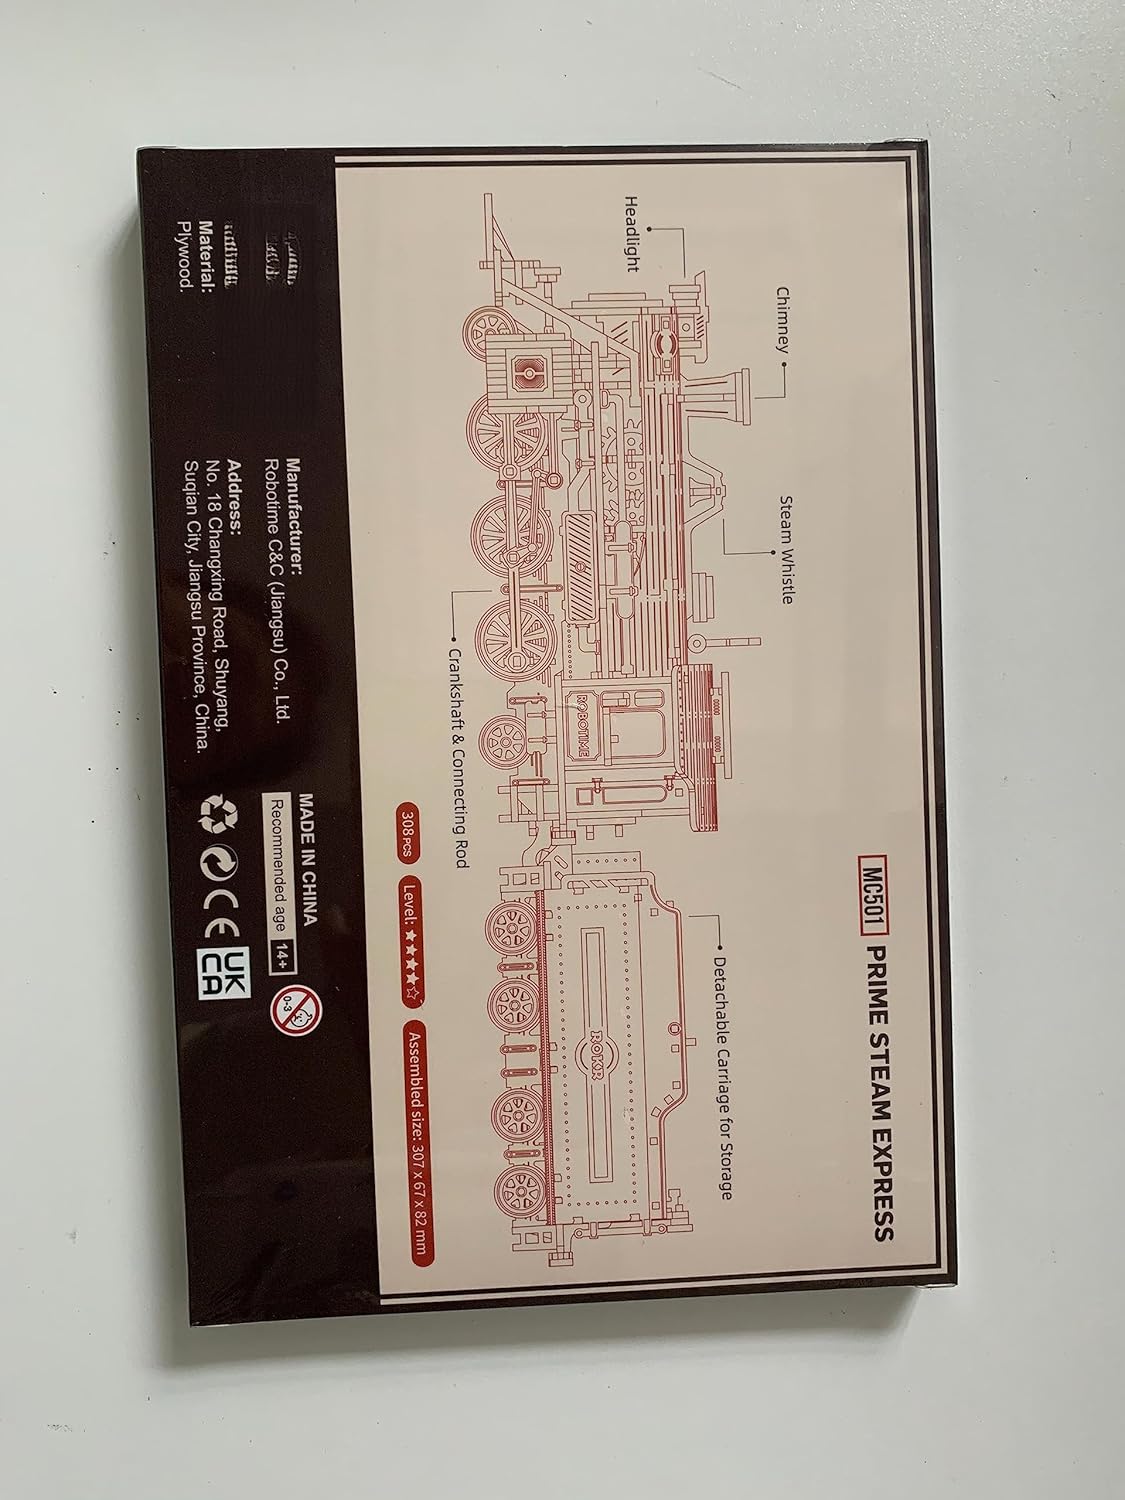 MC501 PRIME STEAM EXPRESS
Chimney
Steam Whistle
Headlight
Detachable Carriage for Storage
ROBOTIME
ROKR
Crankshaft & Connecting Rod
308PCS
Level: ★★★★☆
Assembled size: 307 x 67 x 82 mm
Material:
Plywood.
Manufacturer:
Robotime C&C (Jiangsu) Co., Ltd.
Address:
No. 18 Changxing Road, Shuyang,
Suqian City, Jiangsu Province, China.
MADE IN CHINA
Recommended age 14+
0-3
CE
UK
CA